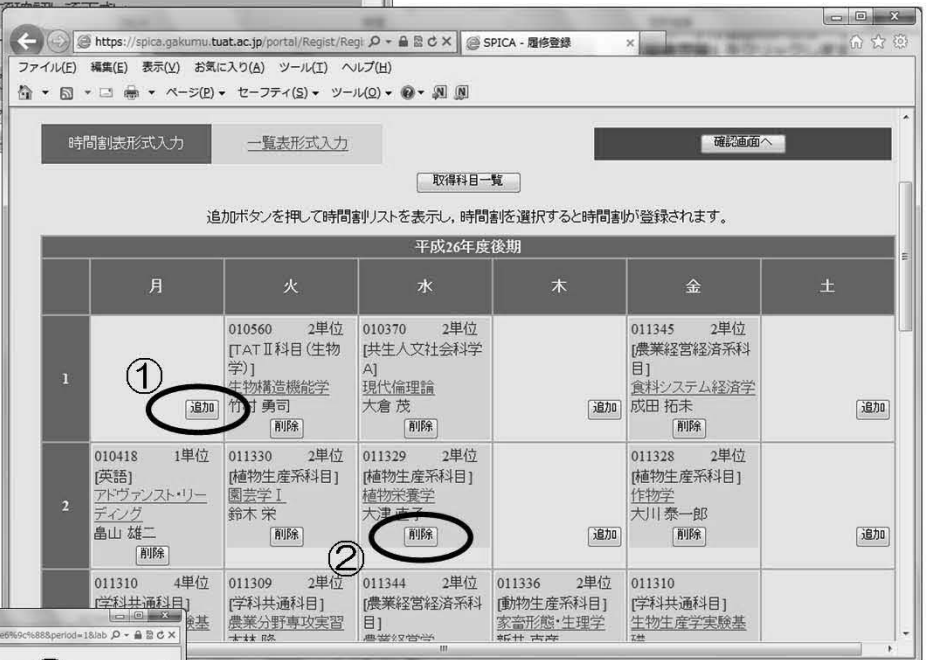 https://spica.gakumu.tuat.ac.jp/portal/Regist/Regi
SPICA - 履修登録
ファイル(F) 編集(E) 表示(V) お気に入り(A) ツール(T) ヘルプ(H)
ページ(P) セーフティ(S) ツール(O)
時間割表形式入力 一覧表形式入力 確認画面へ
取得科目一覧
追加ボタンを押して時間割リストを表示し,時間割を選択すると時間割が登録されます。
平成26年度後期
月 火 水 木 金 土
1
①
追加
010560 2単位
[TATⅡ科目(生物学)]
生物構造機能学
竹村 勇司
削除
010370 2単位
[共生人文社会科学A]
現代倫理論
大倉 茂
削除
追加
011345 2単位
[農業経営経済系科目]
食料システム経済学
成田 拓未
削除
追加
2
010418 1単位
[英語]
アドヴァンスト・リーディング
畠山 雄二
削除
011330 2単位
[植物生産系科目]
園芸学Ⅰ
鈴木 栄
削除
②
011329 2単位
[植物生産系科目]
植物栄養学
大津 直子
削除
追加
011328 2単位
[植物生産系科目]
作物学
大川 泰一郎
削除
追加
011310 4単位
[学科共通科目]
011309 2単位
[学科共通科目]
農業分野専攻実習
011344 2単位
[農業経営経済系科目]
農業経営学
011336 2単位
[動物生産系科目]
家畜形態・生理学
011310
[学科共通科目]
生物生産学実験基礎